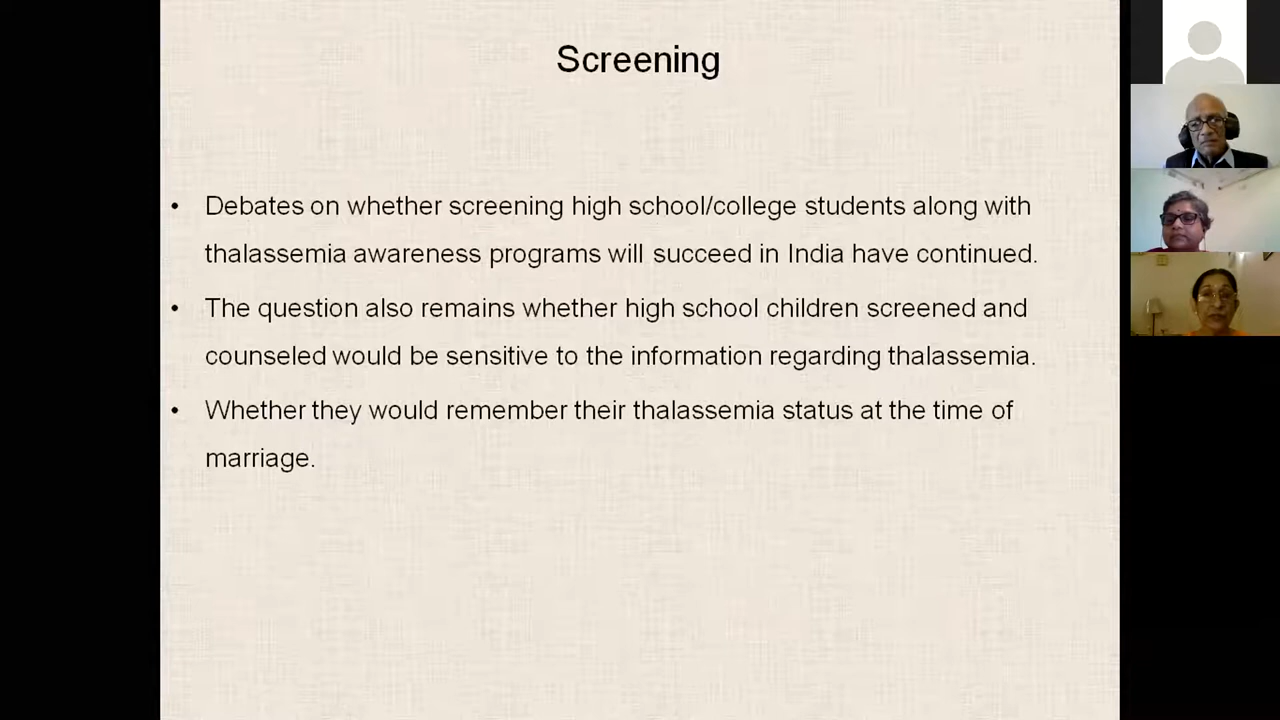 Screening
• Debates on whether screening high school/college students along with
thalassemia awareness programs will succeed in India have continued.
• The question also remains whether high school children screened and
counseled would be sensitive to the information regarding thalassemia.
• Whether they would remember their thalassemia status at the time of
marriage.